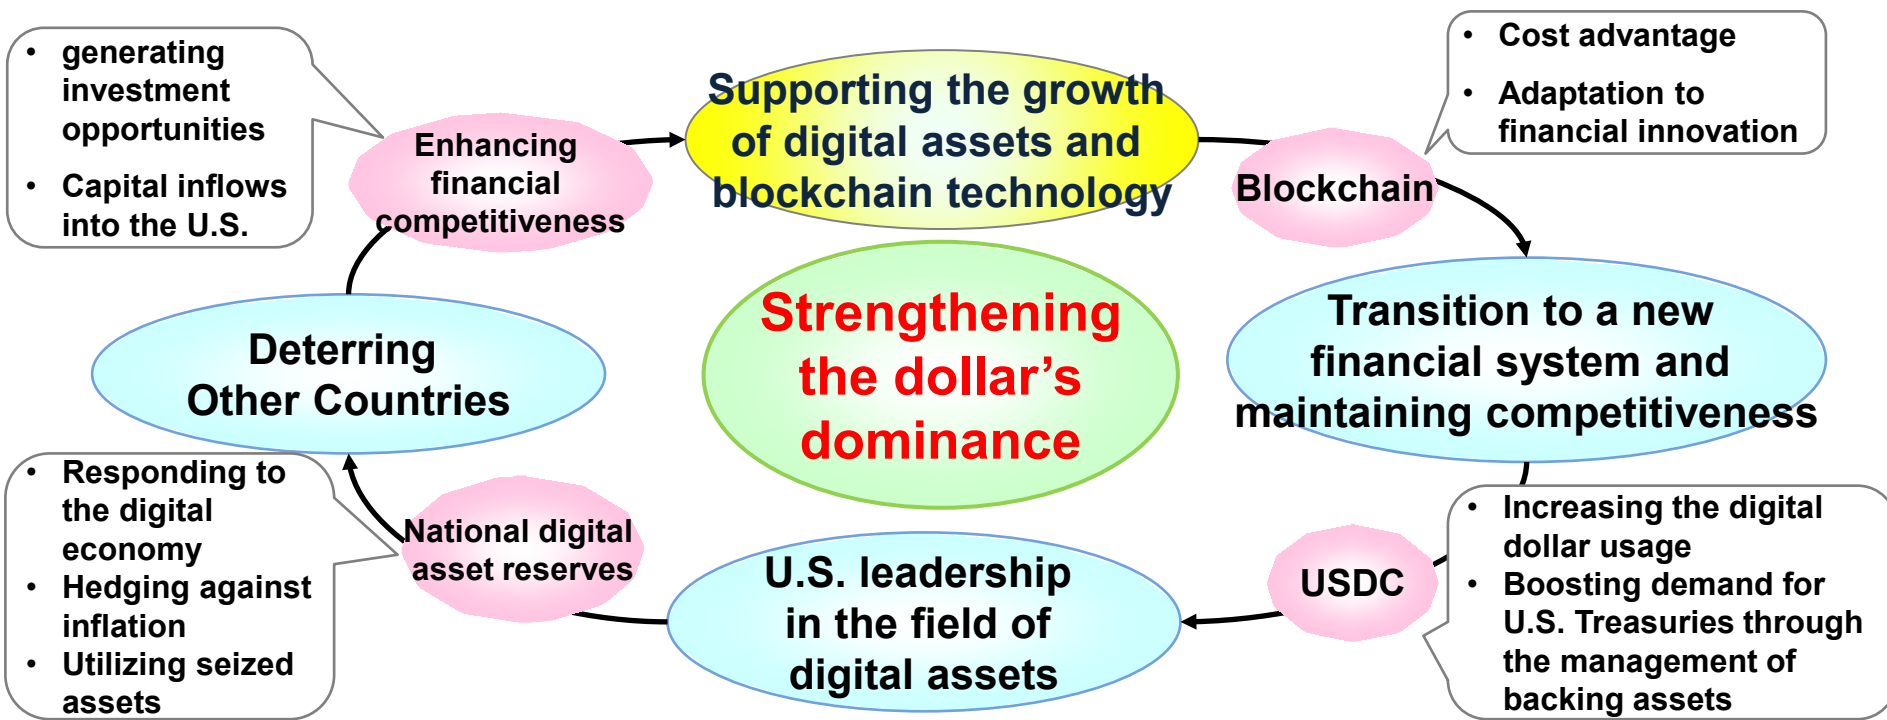 • generating
investment
opportunities
• Capital inflows
into the U.S.
Enhancing
financial
competitiveness
Supporting the growth
of digital assets and
blockchain technology
Blockchain
• Cost advantage
• Adaptation to
financial innovation
Deterring
Other Countries
Strengthening
the dollar’s
dominance
Transition to a new
financial system and
maintaining competitiveness
• Responding to
the digital
economy
• Hedging against
inflation
• Utilizing seized
assets
National digital
asset reserves
U.S. leadership
in the field of
digital assets
USDC
• Increasing the digital
dollar usage
• Boosting demand for
U.S. Treasuries through
the management of
backing assets